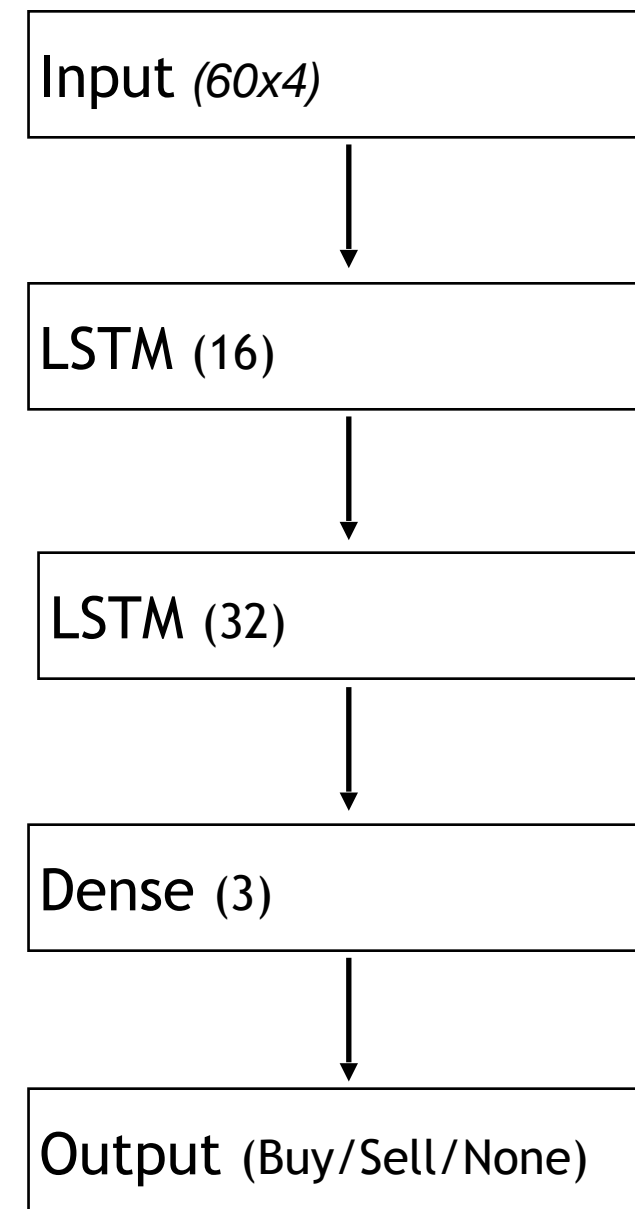 Input (60x4)
LSTM (16)
LSTM (32)
Dense (3)
Output (Buy/Sell/None)